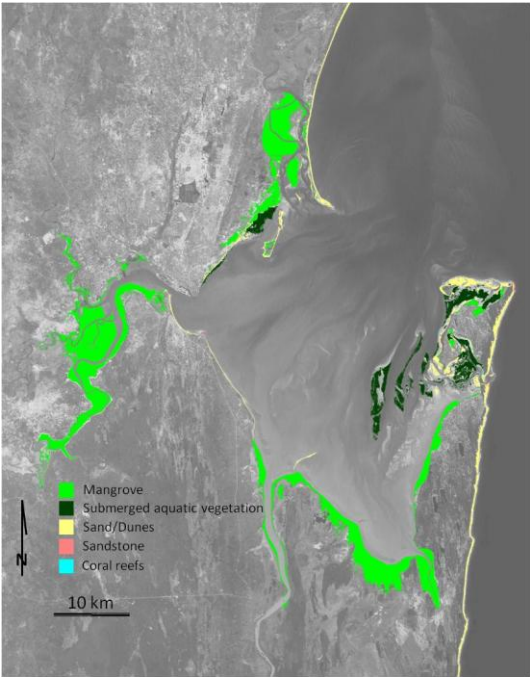 Mangrove
Submerged aquatic vegetation
Sand/Dunes
Sandstone
Coral reefs
N
10 km